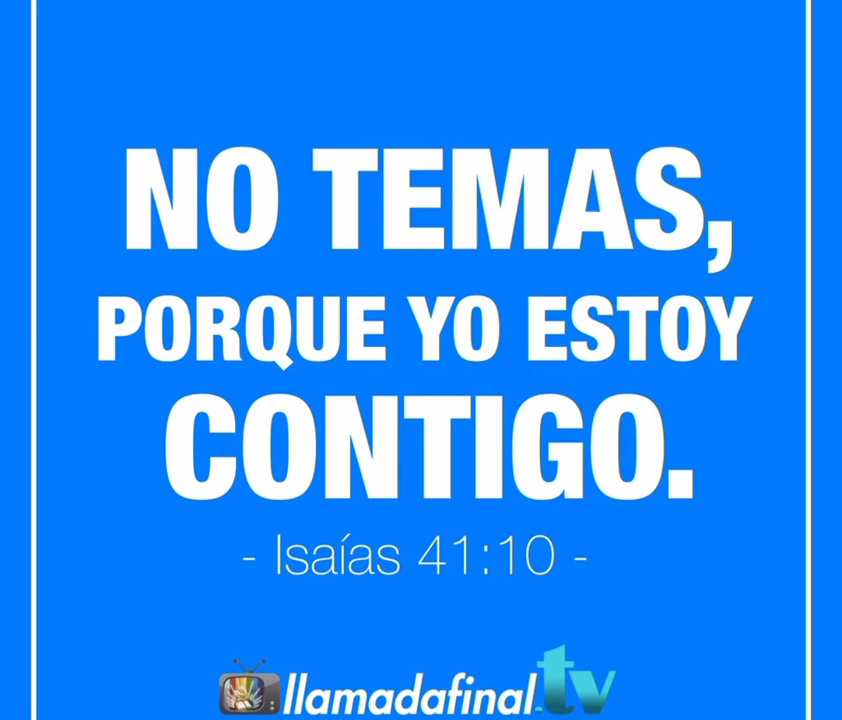 NO TEMAS,
PORQUE YO ESTOY
CONTIGO.
- Isaías 41:10 -
llamadafinal.tv